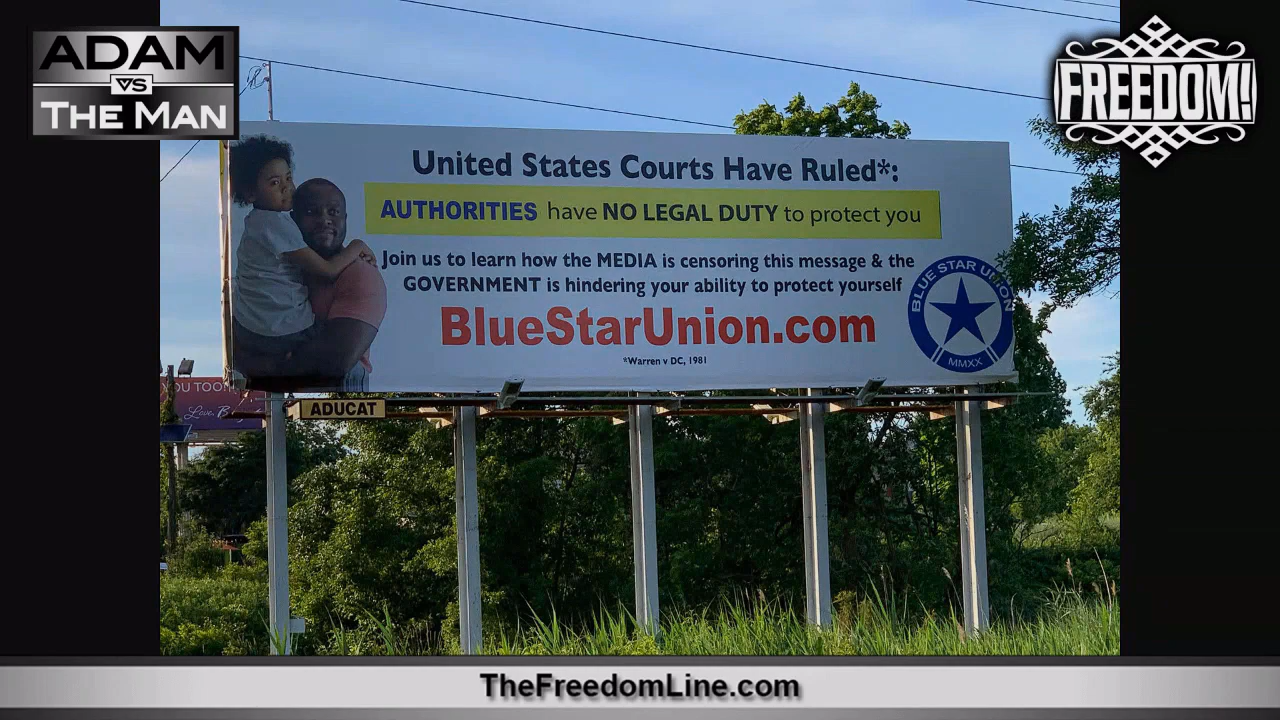 ADAM
VS
THE MAN
FREEDOM!
United States Courts Have Ruled*:
AUTHORITIES have NO LEGAL DUTY to protect you
Join us to learn how the MEDIA is censoring this message & the
GOVERNMENT is hindering your ability to protect yourself
BlueStarUnion.com
*Warren v DC, 1981
BLUE STAR UNION
MMXX
YOU TOO
ADUCAT
TheFreedomLine.com